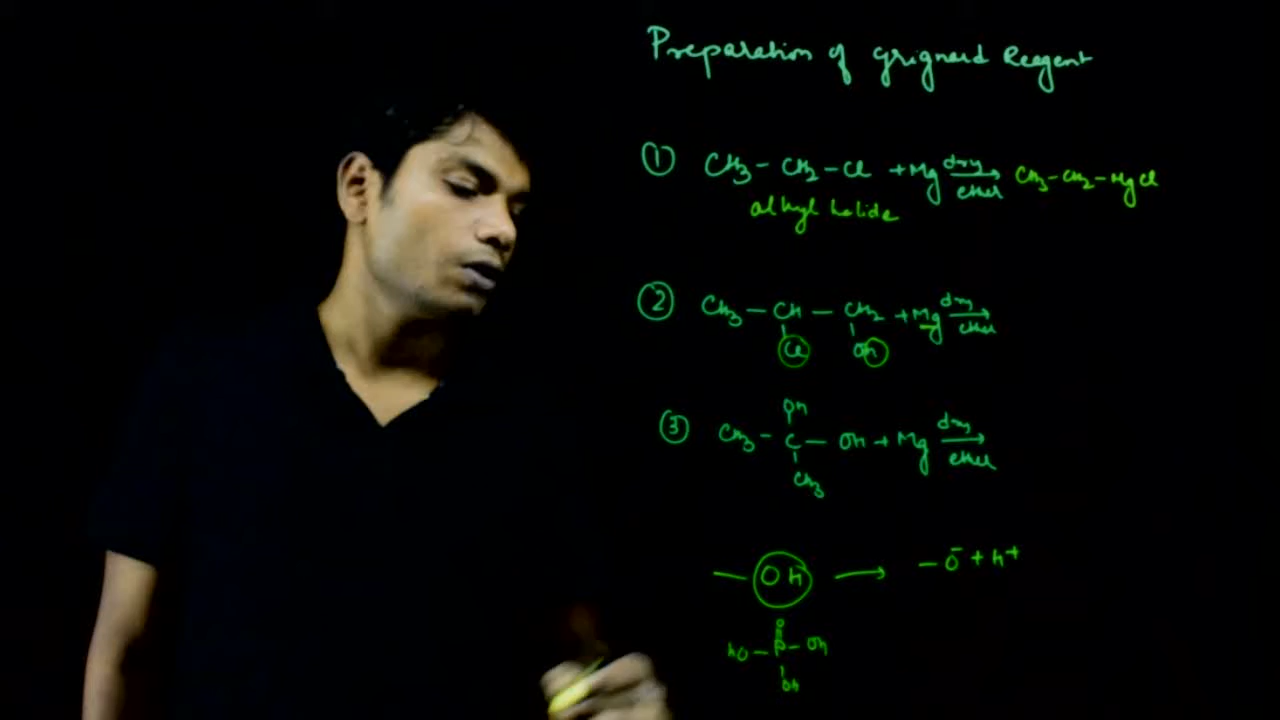 Preparation of Grignard Reagent
① CH3 - CH2 - Cl + Mg dry ether → CH3 - CH2 - MgCl
alkyl halide
② CH3 — CH — CH2 + Mg dry ether →
Cl OH
OH
③ CH3 - C — OH + Mg dry ether →
CH3
— OH → — O⁻ + H⁺
O
HO — P — OH
OH